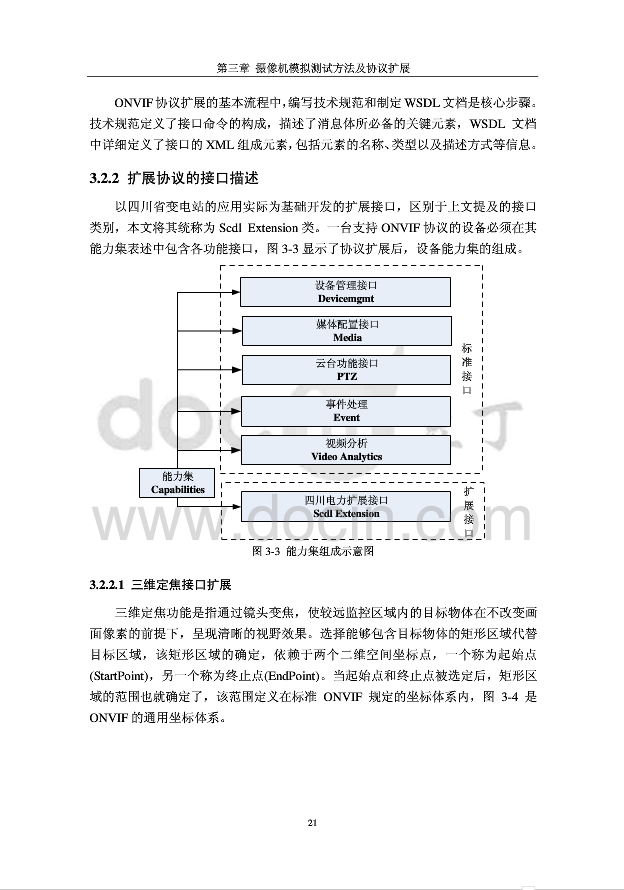 第三章 摄像机模拟测试方法及协议扩展
ONVIF 协议扩展的基本流程中,编写技术规范和制定 WSDL 文档是核心步骤。
技术规范定义了接口命令的构成，描述了消息体所必备的关键元素，WSDL 文档
中详细定义了接口的 XML 组成元素,包括元素的名称、类型以及描述方式等信息。
3.2.2 扩展协议的接口描述
以四川省变电站的应用实际为基础开发的扩展接口，区别于上文提及的接口
类别，本文将其统称为 Scdl Extension 类。一台支持 ONVIF 协议的设备必须在其
能力集表述中包含各功能接口，图 3-3 显示了协议扩展后，设备能力集的组成。
设备管理接口
Devicemgmt
媒体配置接口
Media
云台功能接口
PTZ
事件处理
Event
视频分析
Video Analytics
标准接口
能力集
Capabilities
四川电力扩展接口
Scdl Extension
扩展接口
docin 豆丁
www.docin.com
图 3-3 能力集组成示意图
3.2.2.1 三维定焦接口扩展
三维定焦功能是指通过镜头变焦，使较远监控区域内的目标物体在不改变画
面像素的前提下，呈现清晰的视野效果。选择能够包含目标物体的矩形区域代替
目标区域，该矩形区域的确定，依赖于两个二维空间坐标点，一个称为起始点
(StartPoint)，另一个称为终止点(EndPoint)。当起始点和终止点被选定后，矩形区
域的范围也就确定了，该范围定义在标准 ONVIF 规定的坐标体系内，图 3-4 是
ONVIF 的通用坐标体系。
21